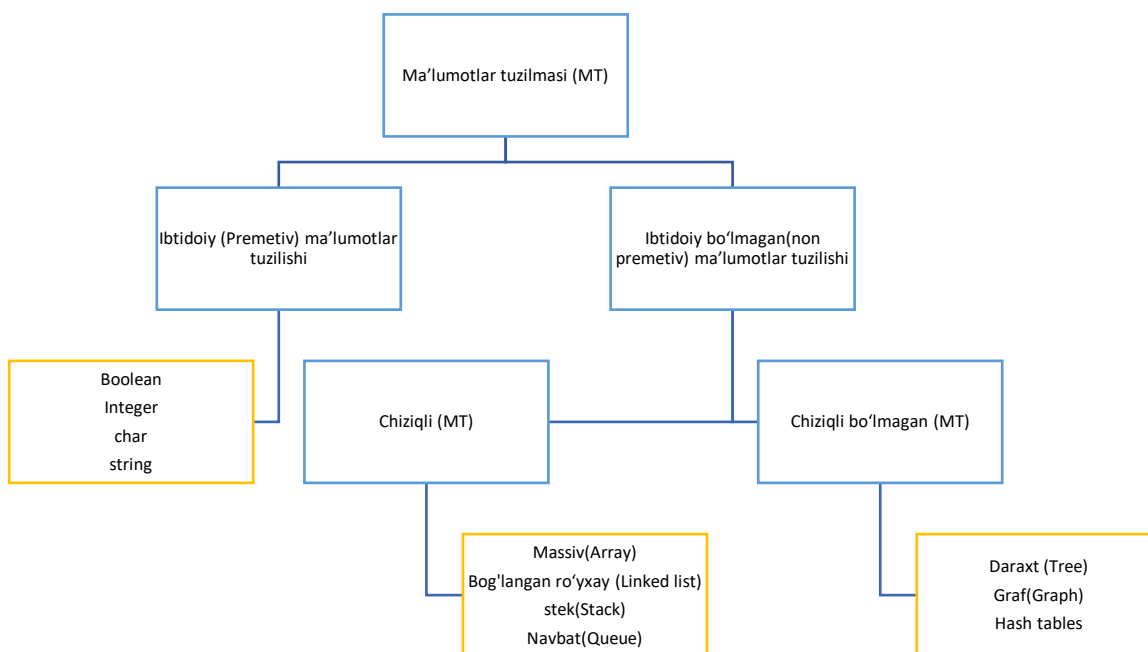 Ma’lumotlar tuzilmasi (MT)
Ibtidoiy (Premetiv) ma’lumotlar
tuzilishi
Ibtidoiy bo‘lmagan(non
premetiv) ma’lumotlar tuzilishi
Boolean
Integer
char
string
Chiziqli (MT)
Chiziqli bo‘lmagan (MT)
Massiv(Array)
Bog'langan ro‘yxay (Linked list)
stek(Stack)
Navbat(Queue)
Daraxt (Tree)
Graf(Graph)
Hash tables